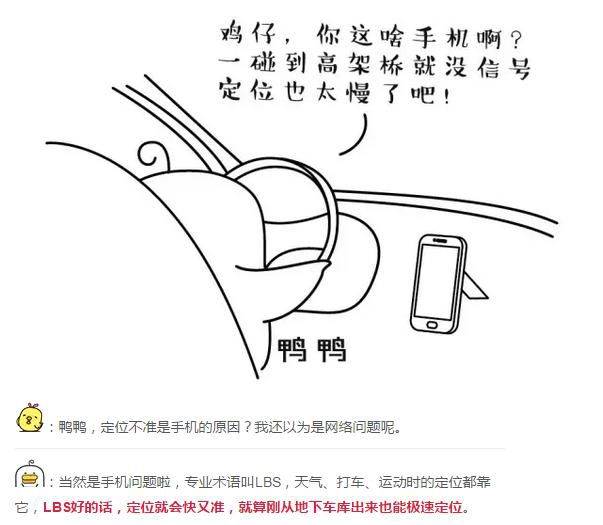 鸡仔，你这啥手机啊？
一碰到高架桥就没信号
定位也太慢了吧！
鸭鸭
：鸭鸭，定位不准是手机的原因？我还以为是网络问题呢。
：当然是手机问题啦，专业术语叫LBS，天气、打车、运动时的定位都靠
它，LBS好的话，定位就会快又准，就算刚从地下车库出来也能极速定位。